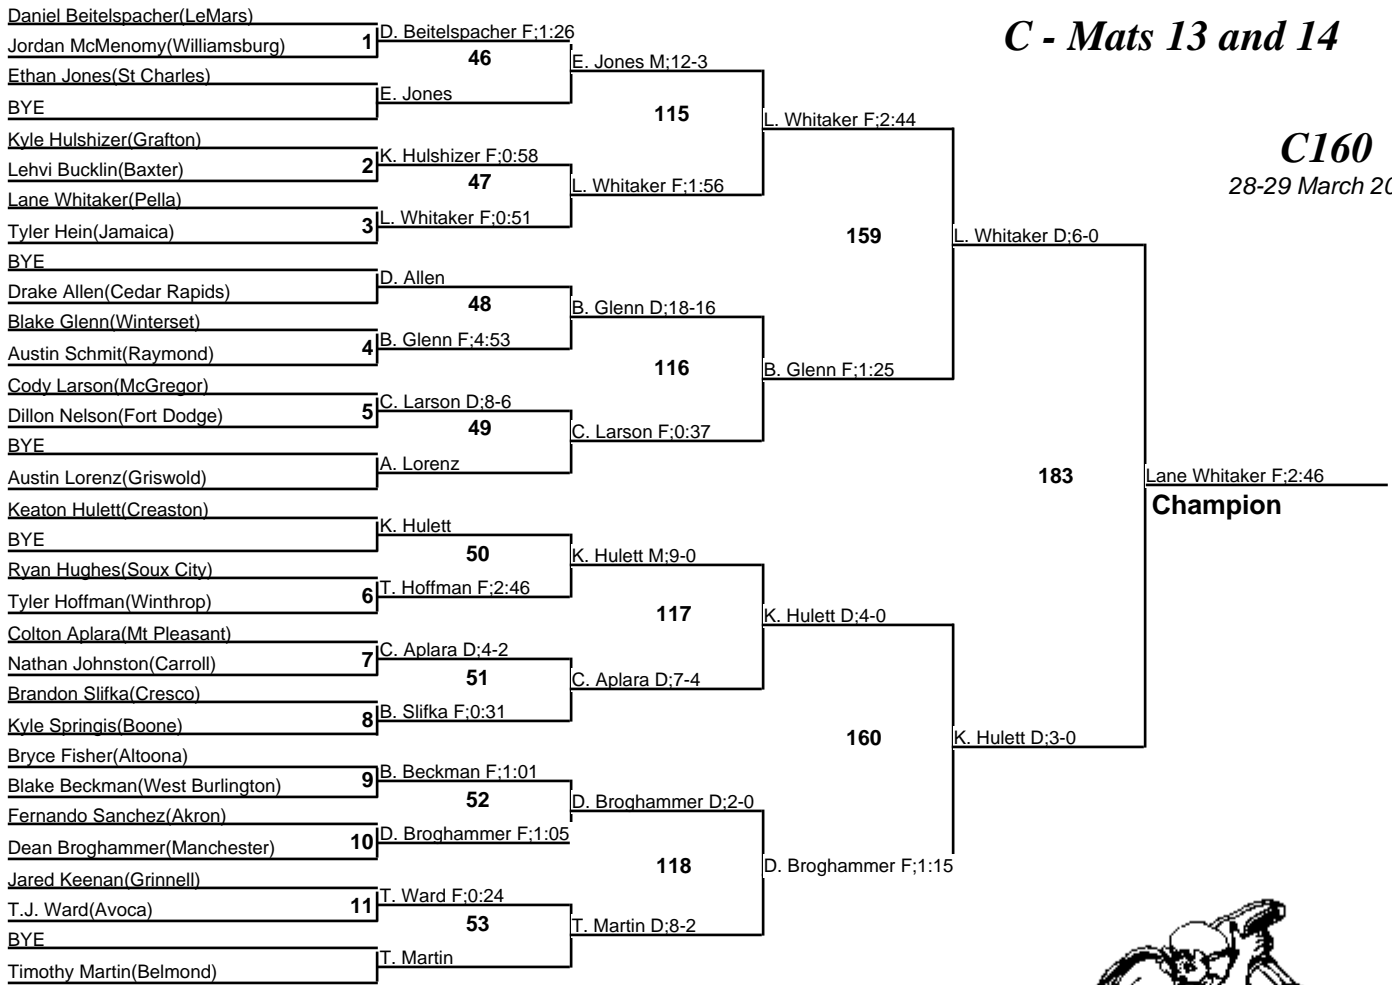 C - Mats 13 and 14
C160
28-29 March 20
Daniel Beitelspacher(LeMars)
Jordan McMenomy(Williamsburg)
Ethan Jones(St Charles)
BYE
Kyle Hulshizer(Grafton)
Lehvi Bucklin(Baxter)
Lane Whitaker(Pella)
Tyler Hein(Jamaica)
BYE
Drake Allen(Cedar Rapids)
Blake Glenn(Winterset)
Austin Schmit(Raymond)
Cody Larson(McGregor)
Dillon Nelson(Fort Dodge)
BYE
Austin Lorenz(Griswold)
Keaton Hulett(Creaston)
BYE
Ryan Hughes(Soux City)
Tyler Hoffman(Winthrop)
Colton Aplara(Mt Pleasant)
Nathan Johnston(Carroll)
Brandon Slifka(Cresco)
Kyle Springis(Boone)
Bryce Fisher(Altoona)
Blake Beckman(West Burlington)
Fernando Sanchez(Akron)
Dean Broghammer(Manchester)
Jared Keenan(Grinnell)
T.J. Ward(Avoca)
BYE
Timothy Martin(Belmond)
1
2
3
4
5
6
7
8
9
10
11
D. Beitelspacher F;1:26
46
E. Jones
K. Hulshizer F;0:58
47
L. Whitaker F;0:51
D. Allen
48
B. Glenn F;4:53
C. Larson D;8-6
49
A. Lorenz
K. Hulett
50
T. Hoffman F;2:46
C. Aplara D;4-2
51
B. Slifka F;0:31
B. Beckman F;1:01
52
D. Broghammer F;1:05
T. Ward F;0:24
53
T. Martin
E. Jones M;12-3
115
L. Whitaker F;1:56
B. Glenn D;18-16
116
C. Larson F;0:37
K. Hulett M;9-0
117
C. Aplara D;7-4
D. Broghammer D;2-0
118
T. Martin D;8-2
L. Whitaker F;2:44
159
B. Glenn F;1:25
K. Hulett D;4-0
160
D. Broghammer F;1:15
L. Whitaker D;6-0
183
K. Hulett D;3-0
Lane Whitaker F;2:46
Champion